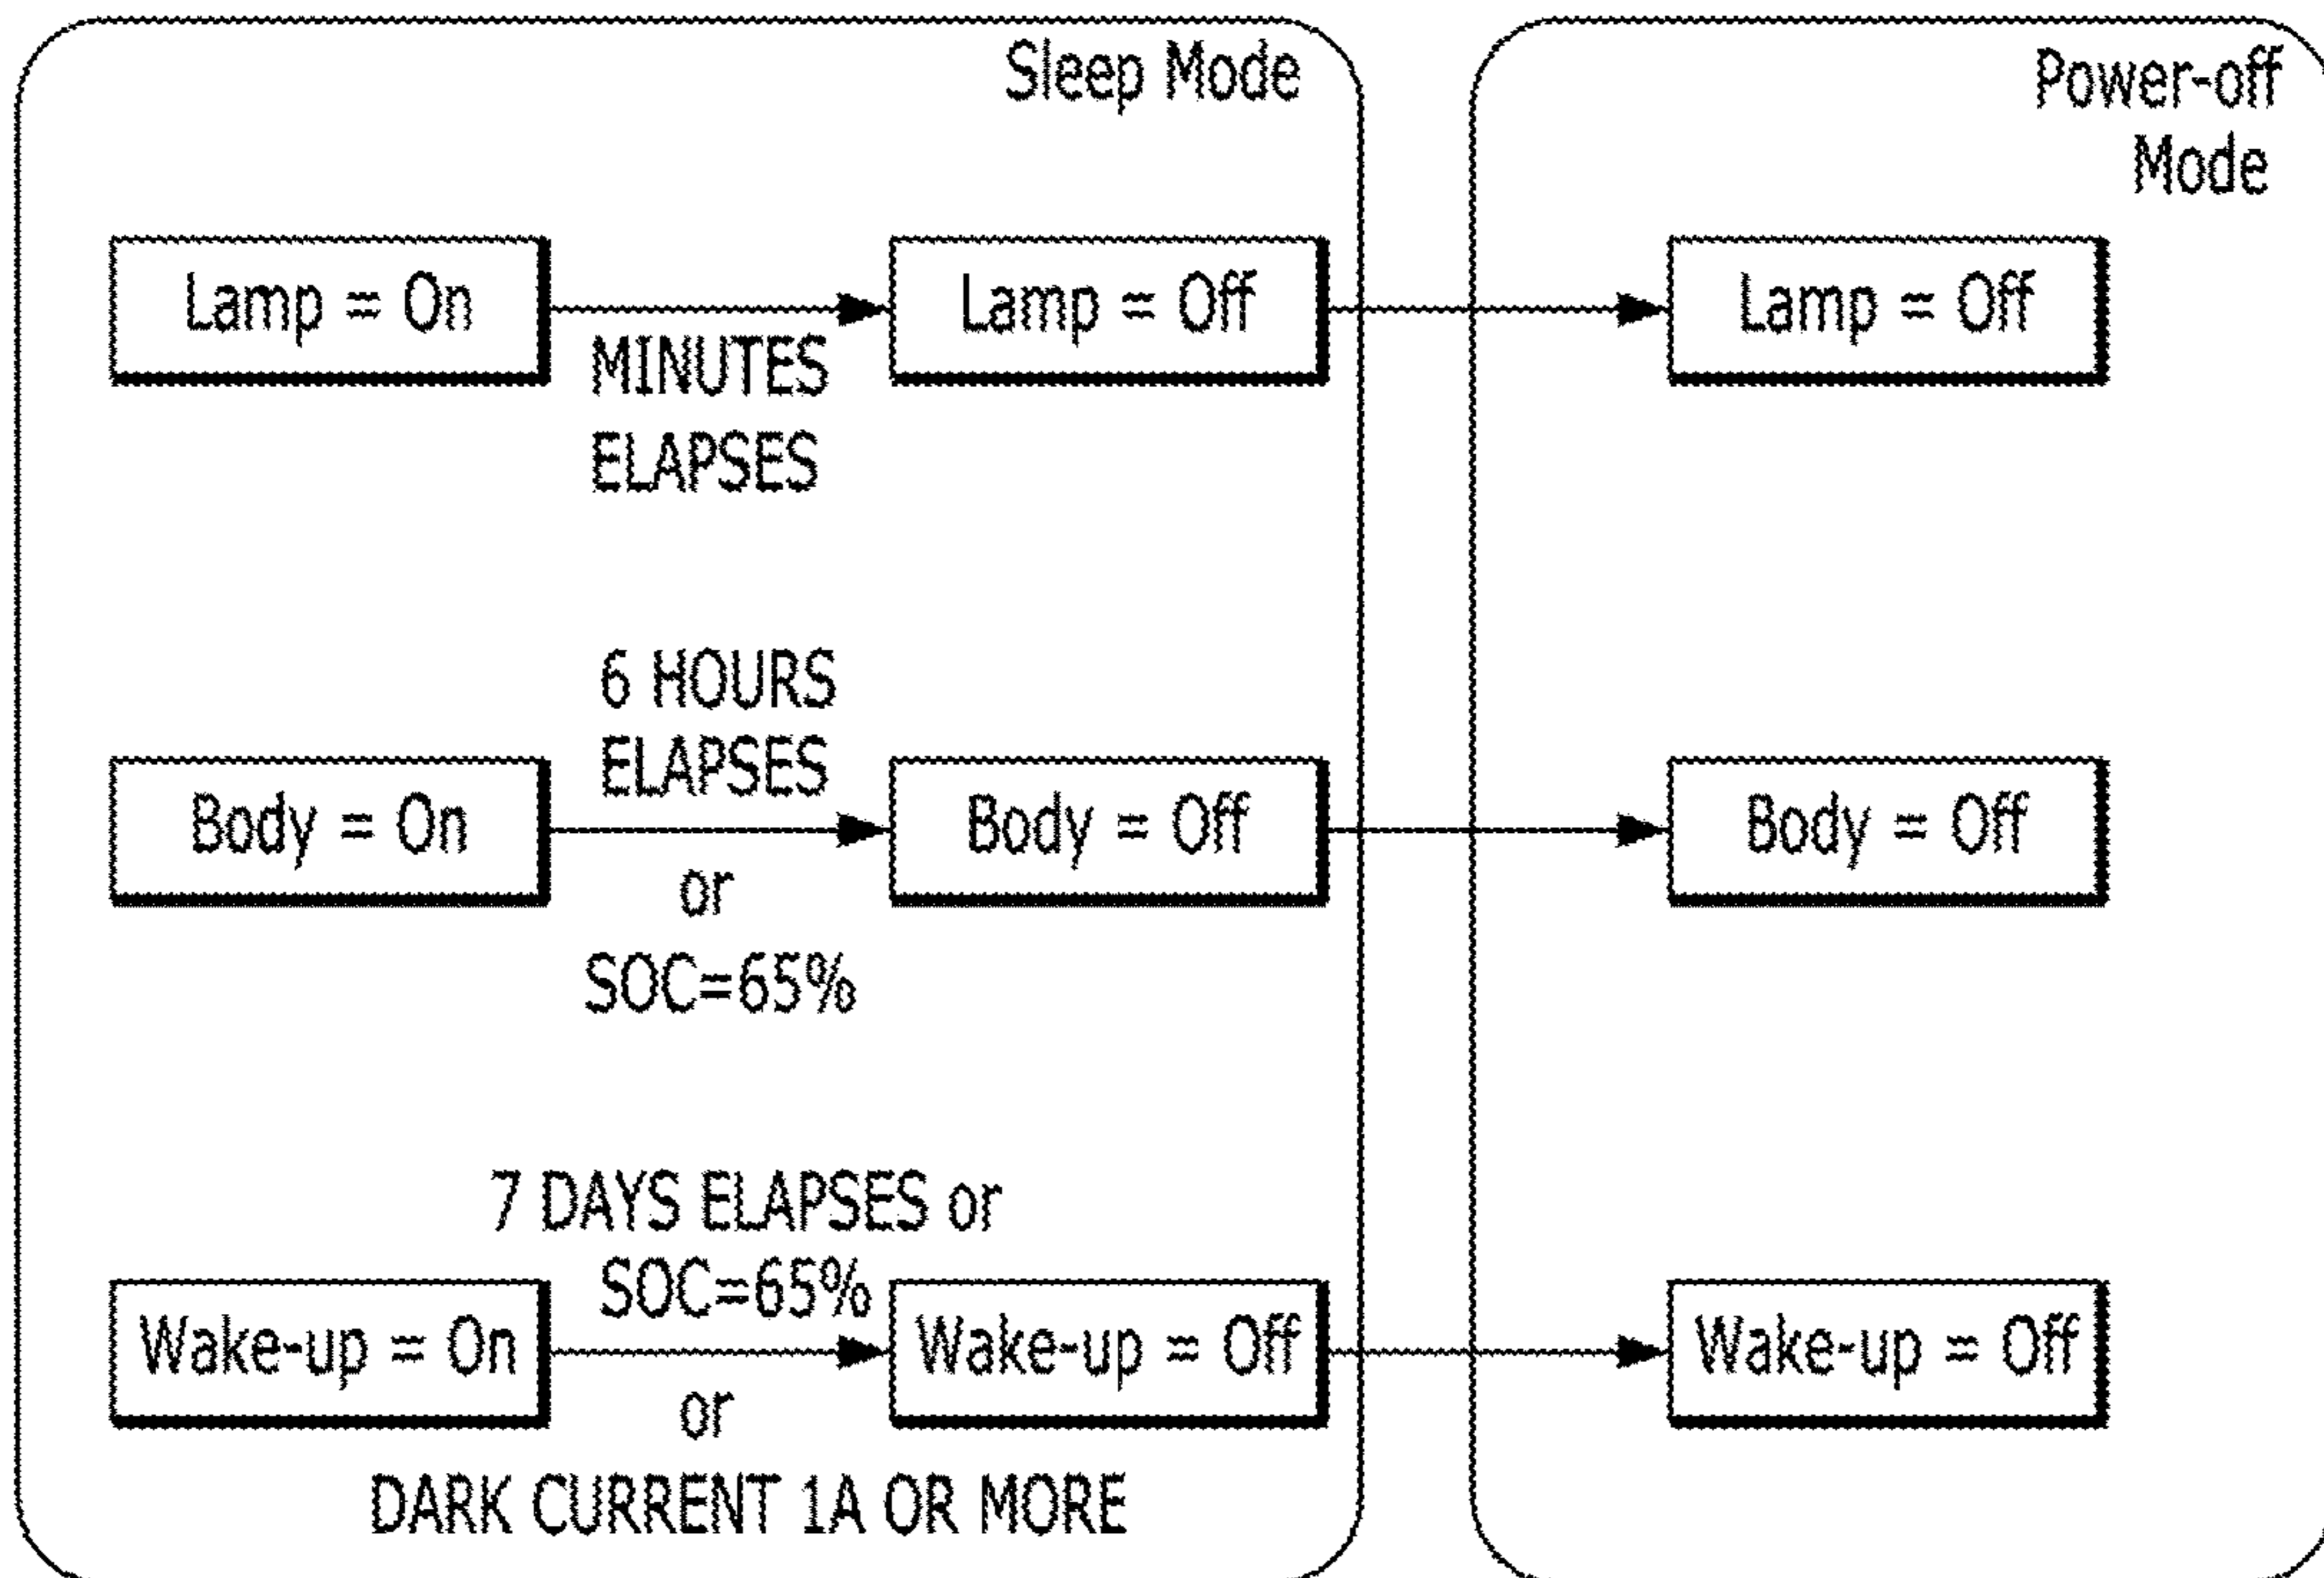 Sleep Mode
Power-off
Mode
Lamp = On
MINUTES
ELAPSES
Lamp = Off
Lamp = Off
6 HOURS
ELAPSES
Body = On
or
SOC=65%
Body = Off
Body = Off
7 DAYS ELAPSES or
SOC=65%
Wake-up = On
or
DARK CURRENT 1A OR MORE
Wake-up = Off
Wake-up = Off